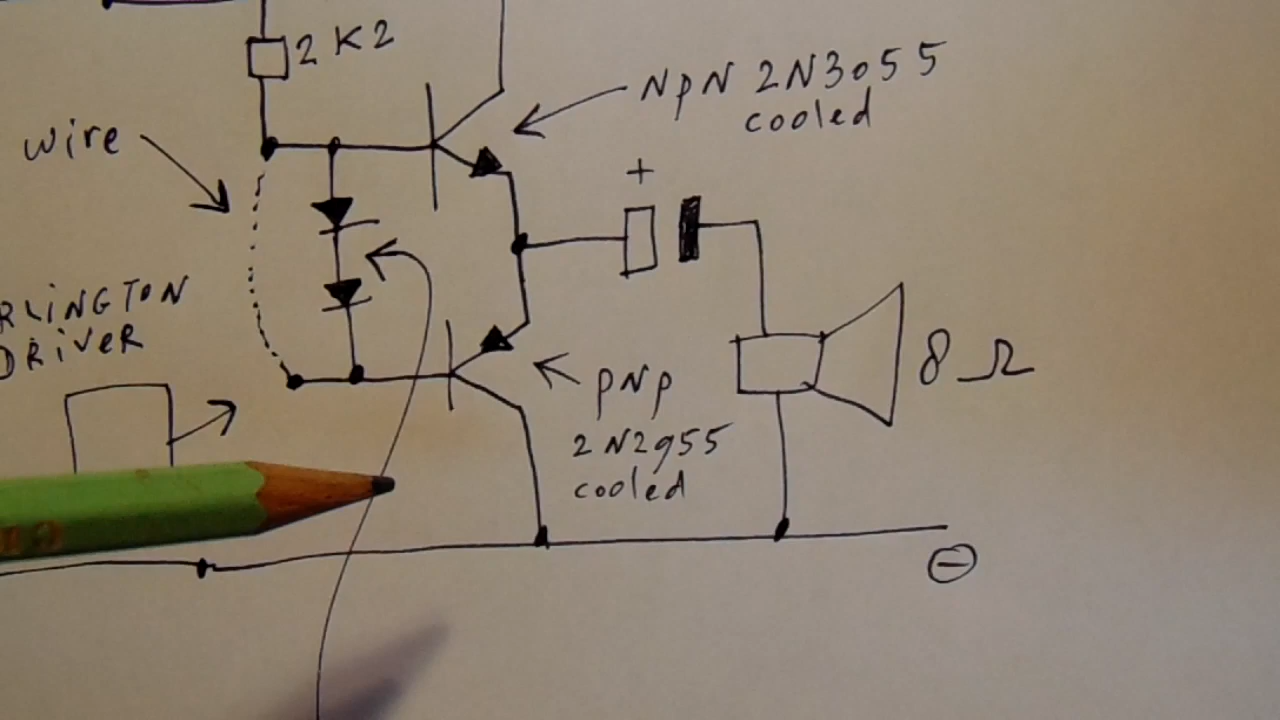 2K2
NPN 2N3055
cooled
wire
+
RLINGTON
DRIVER
8 Ω
PNP
2N2955
cooled
-